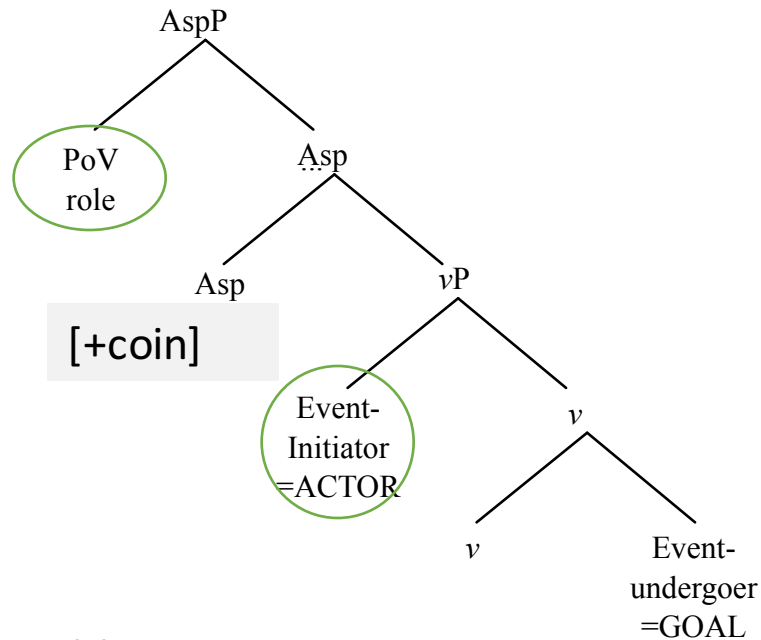 AspP
PoV
role
Asp
Asp
vP
[+coin]
Event-
Initiator
=ACTOR
v
v
Event-
undergoer
=GOAL